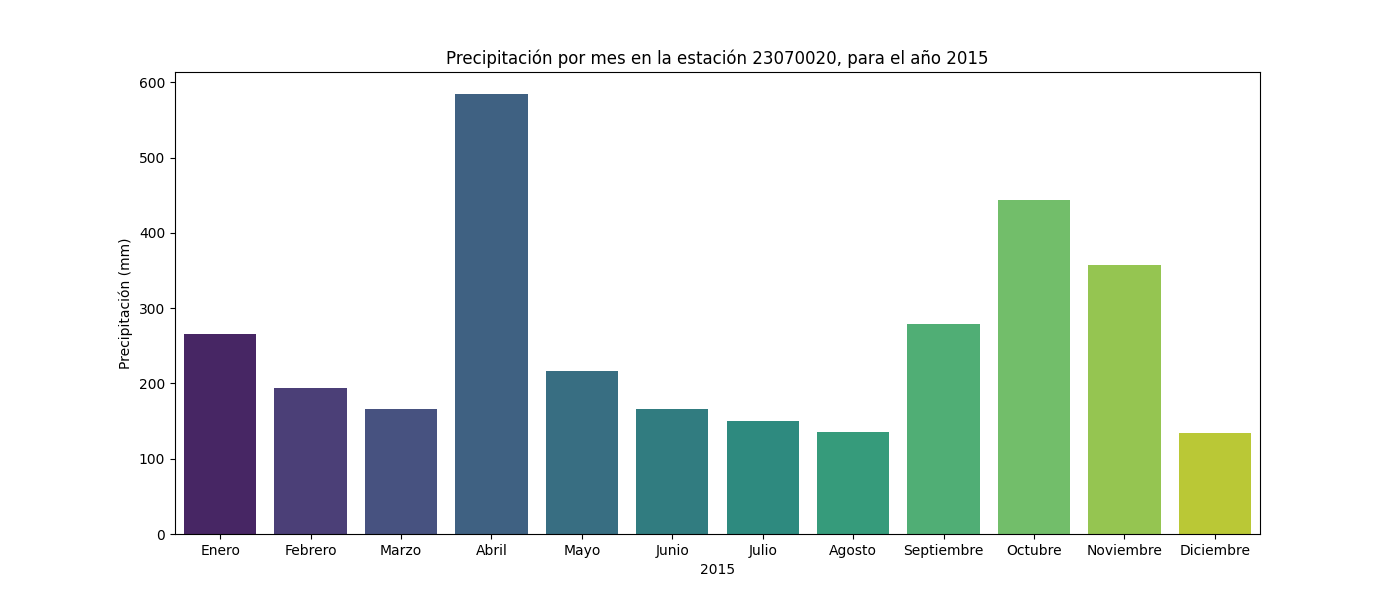 Precipitación por mes en la estación 23070020, para el año 2015
Precipitación (mm)
600
500
400
300
200
100
0
Enero Febrero Marzo Abril Mayo Junio Julio Agosto Septiembre Octubre Noviembre Diciembre
2015